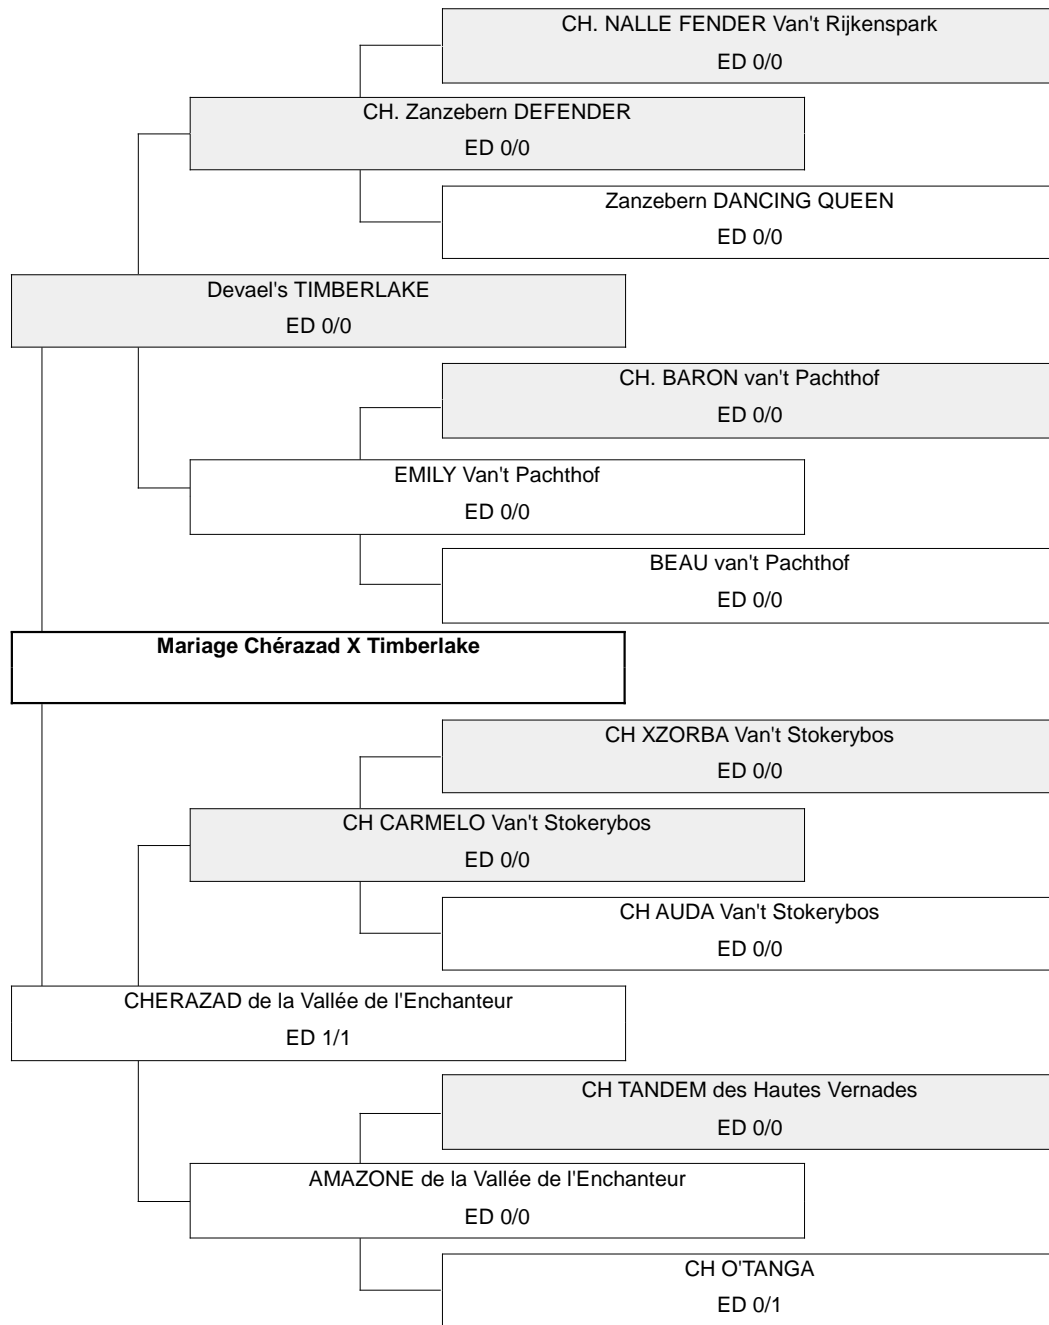 CH. NALLE FENDER Van't Rijkenspark
ED 0/0
CH. Zanzebern DEFENDER
ED 0/0
Zanzebern DANCING QUEEN
ED 0/0
Devael's TIMBERLAKE
ED 0/0
CH. BARON van't Pachthof
ED 0/0
EMILY Van't Pachthof
ED 0/0
BEAU van't Pachthof
ED 0/0
Mariage Chérazad X Timberlake
CH XZORBA Van't Stokerybos
ED 0/0
CH CARMELO Van't Stokerybos
ED 0/0
CH AUDA Van't Stokerybos
ED 0/0
CHERAZAD de la Vallée de l'Enchanteur
ED 1/1
CH TANDEM des Hautes Vernades
ED 0/0
AMAZONE de la Vallée de l'Enchanteur
ED 0/0
CH O'TANGA
ED 0/1